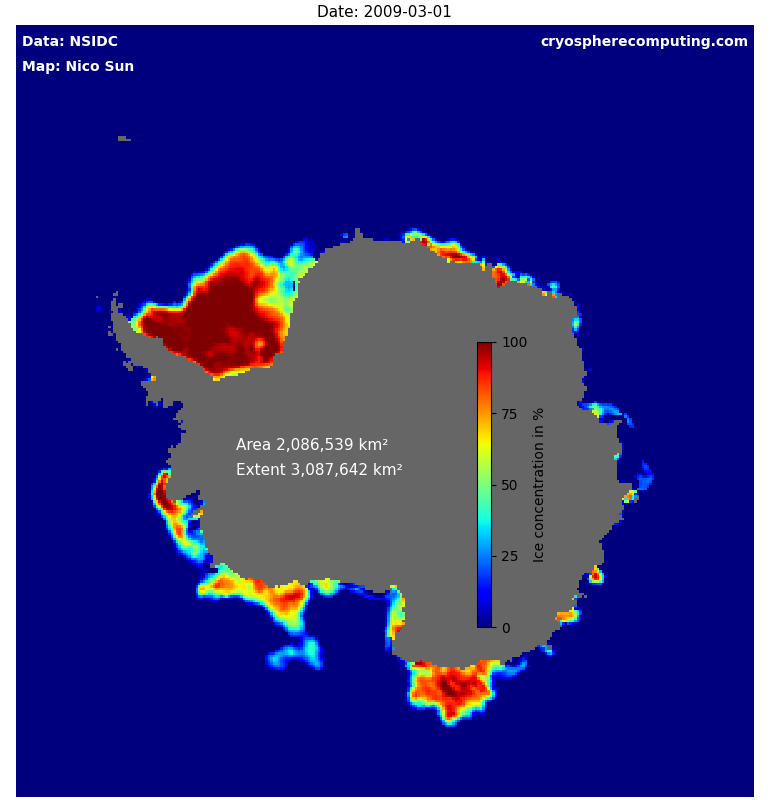 Date: 2009-03-01
Data: NSIDC
cryospherecomputing.com
Map: Nico Sun
100
75
50
25
0
Ice concentration in %
Area 2,086,539 km²
Extent 3,087,642 km²